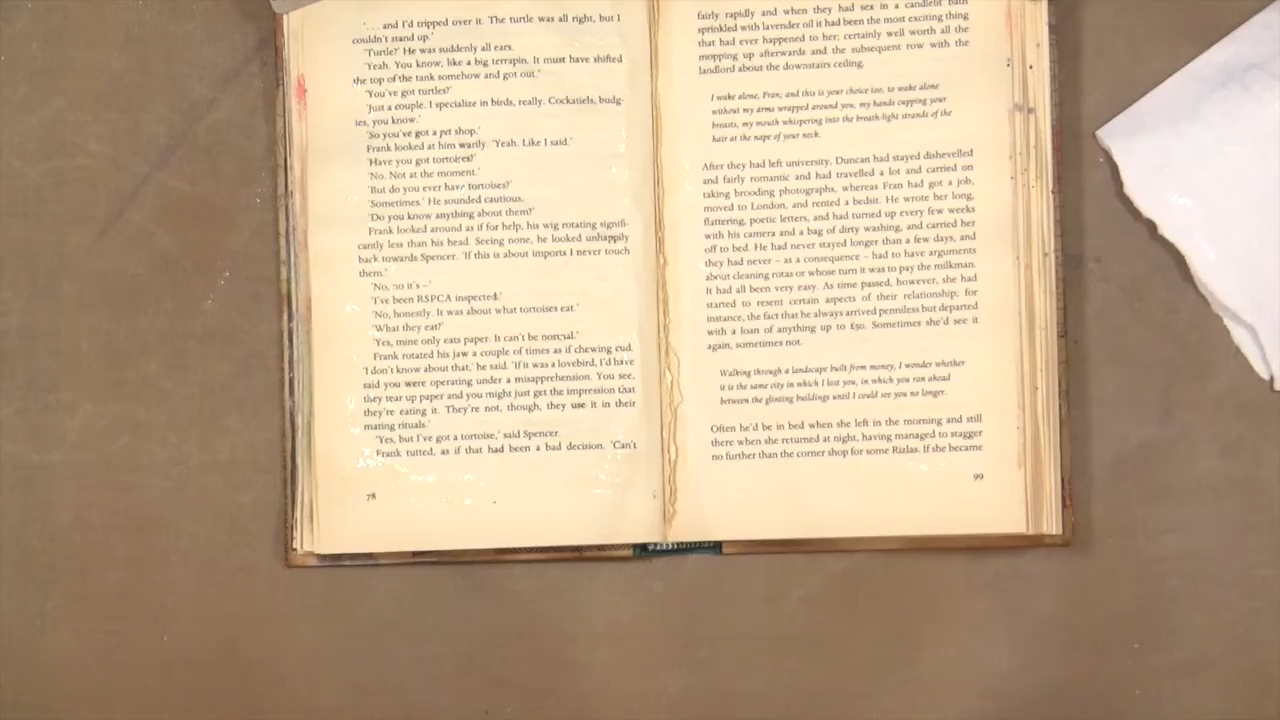 '. . . and I'd tripped over it. The turtle was all right, but I
couldn't stand up.'
'Turtle?' He was suddenly all ears.
'Yeah. You know, like a big terrapin. It must have shifted
the top of the tank somehow and got out.'
'You've got turtles?'
'Just a couple. I specialize in birds, really. Cockatiels, budg-
ies, you know.'
'So you've got a pet shop.'
Frank looked at him warily. 'Yeah. Like I said.'
'Have you got tortoises?'
'No. Not at the moment.'
'But do you ever have tortoises?'
'Sometimes.' He sounded cautious.
'Do you know anything about them?'
Frank looked around as if for help, his wig rotating signifi-
cantly less than his head. Seeing none, he looked unhappily
back towards Spencer. 'If this is about imports I never touch
them.'
'No, no it's –'
'I've been RSPCA inspected.'
'No, honestly. It was about what tortoises eat.'
'What they eat?'
'Yes, mine only eats paper. It can't be normal.'
Frank rotated his jaw a couple of times as if chewing cud.
'I don't know about that,' he said. 'If it was a lovebird, I'd have
said you were operating under a misapprehension. You see,
they tear up paper and you might just get the impression that
they're eating it. They're not, though, they use it in their
mating rituals.'
'Yes, but I've got a tortoise,' said Spencer.
Frank tutted, as if that had been a bad decision. 'Can't
78
fairly rapidly and when they had sex in a candlelit bath
sprinkled with lavender oil it had been the most exciting thing
that had ever happened to her; certainly well worth all the
mopping up afterwards and the subsequent row with the
landlord about the downstairs ceiling.
I wake alone, Fran; and this is your choice too, to wake alone
without my arms wrapped around you, my hands cupping your
breasts, my mouth whispering into the breath-light strands of the
hair at the nape of your neck.
After they had left university, Duncan had stayed dishevelled
and fairly romantic and had travelled a lot and carried on
taking brooding photographs, whereas Fran had got a job,
moved to London, and rented a bedsit. He wrote her long,
flattering, poetic letters, and had turned up every few weeks
with his camera and a bag of dirty washing, and carried her
off to bed. He had never stayed longer than a few days, and
they had never – as a consequence – had to have arguments
about cleaning rotas or whose turn it was to pay the milkman.
It had all been very easy. As time passed, however, she had
started to resent certain aspects of their relationship; for
instance, the fact that he always arrived penniless but departed
with a loan of anything up to £50. Sometimes she'd see it
again, sometimes not.
Walking through a landscape built from money, I wonder whether
it is the same city in which I lost you, in which you ran ahead
between the glinting buildings until I could see you no longer.
Often he'd be in bed when she left in the morning and still
there when she returned at night, having managed to stagger
no further than the corner shop for some Rizlas. If she became
99